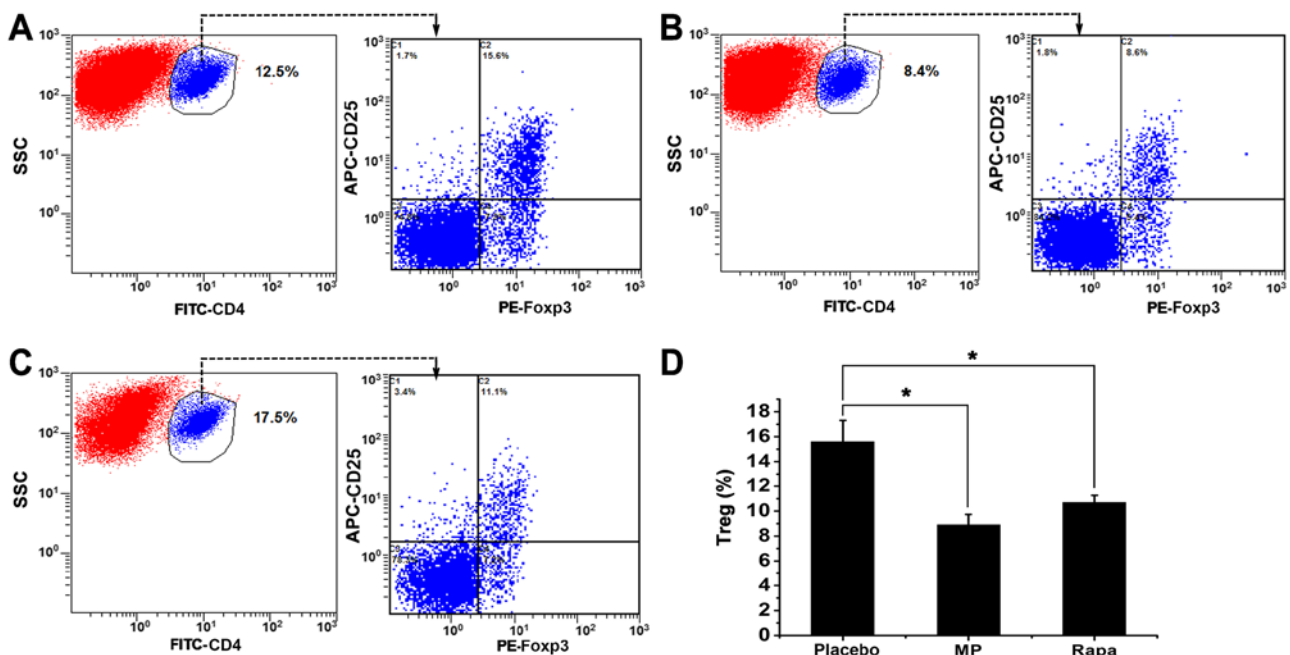 A
10³
10²
10¹
10⁰
SSC
12.5%
10⁰ 10¹ 10² 10³
FITC-CD4
C1
1.7%
C2
15.6%
10³
10²
10¹
10⁰
APC-CD25
10⁰ 10¹ 10² 10³
PE-Foxp3
B
10³
10²
10¹
10⁰
SSC
8.4%
10⁰ 10¹ 10² 10³
FITC-CD4
C1
1.8%
C2
8.6%
10³
10²
10¹
10⁰
APC-CD25
10⁰ 10¹ 10² 10³
PE-Foxp3
C
10³
10²
10¹
10⁰
SSC
17.5%
10⁰ 10¹ 10² 10³
FITC-CD4
C1
3.4%
C2
11.1%
10³
10²
10¹
10⁰
APC-CD25
10⁰ 10¹ 10² 10³
PE-Foxp3
D
*
*
18
16
14
12
10
8
6
4
2
0
Treg (%)
Placebo MP Rapa